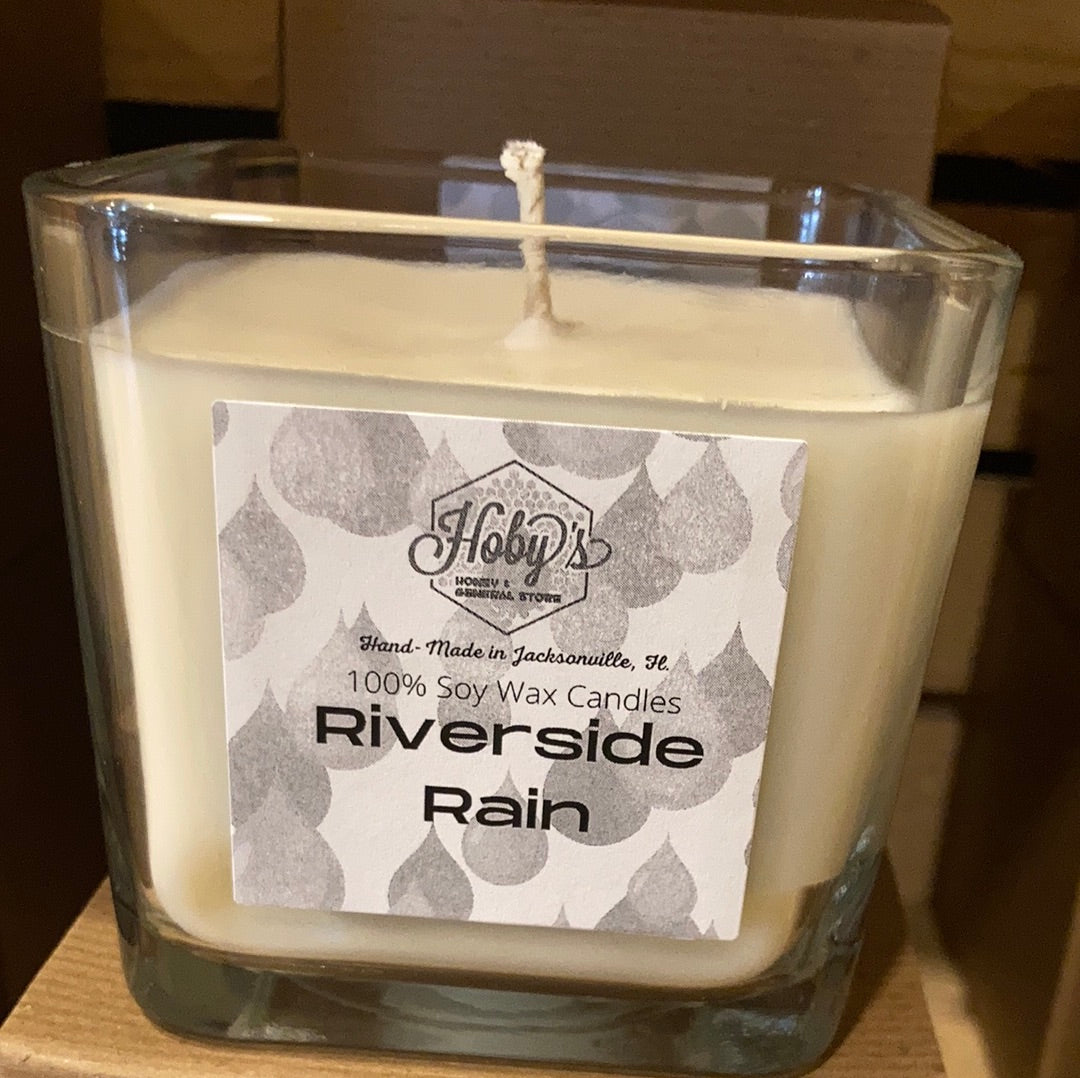 Hoby's
HONEY &
GENERAL STORE
Hand-Made in Jacksonville, Fl.
100% Soy Wax Candles
Riverside
Rain